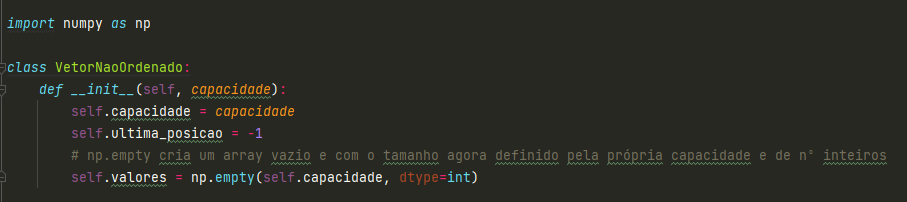 import numpy as np
class VetorNaoOrdenado:
def __init__(self, capacidade):
self.capacidade = capacidade
self.ultima_posicao = -1
# np.empty cria um array vazio e com o tamanho agora definido pela própria capacidade e de n° inteiros
self.valores = np.empty(self.capacidade, dtype=int)